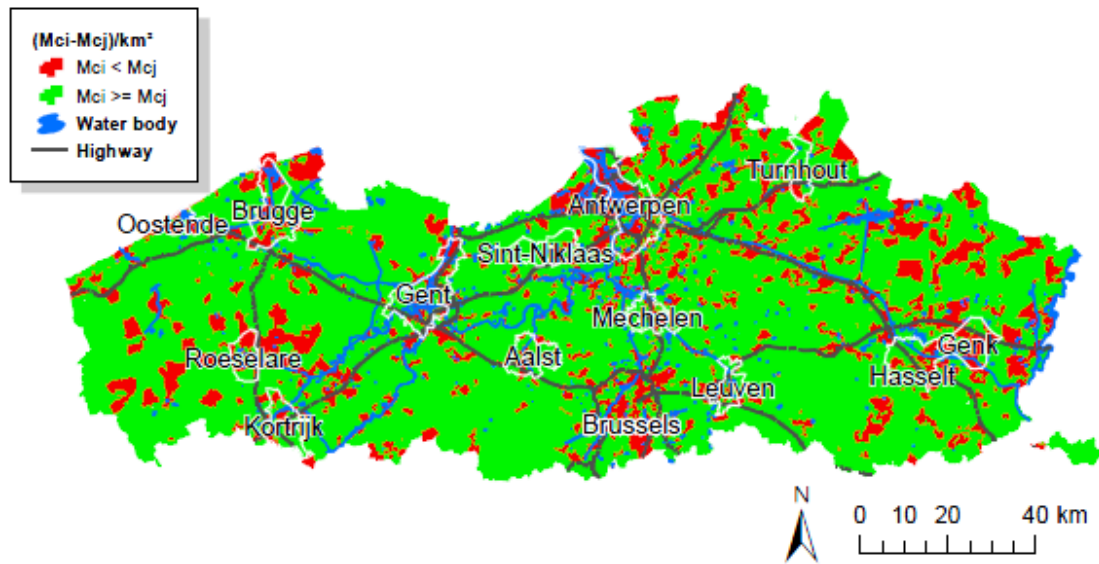 (Mci-Mcj)/km²
Mci < Mcj
Mci >= Mcj
Water body
Highway
Turnhout
Antwerpen
Brugge
Oostende
Sint-Niklaas
Gent
Mechelen
Roeselare
Aalst
Genk
Hasselt
Leuven
Kortrijk
Brussels
N
0 10 20 40 km